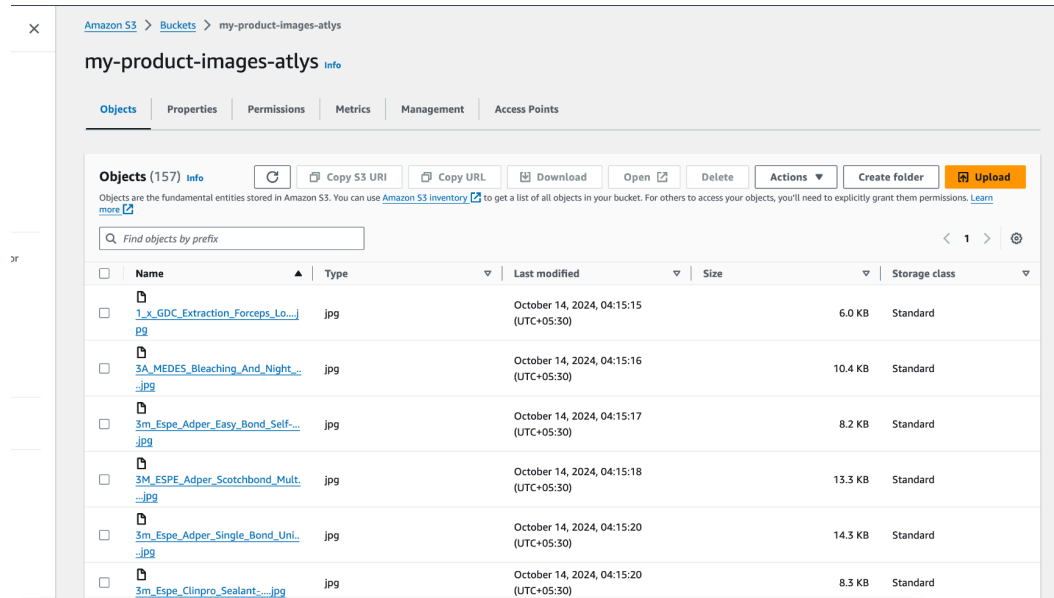 Amazon S3 > Buckets > my-product-images-atlys
my-product-images-atlys Info
Objects Properties Permissions Metrics Management Access Points
Objects (157) Info Copy S3 URI Copy URL Download Open Delete Actions Create folder Upload
Objects are the fundamental entities stored in Amazon S3. You can use Amazon S3 inventory to get a list of all objects in your bucket. For others to access your objects, you'll need to explicitly grant them permissions. Learn
more
Find objects by prefix
1
or
Name Type Last modified Size Storage class
1_x_GDC_Extraction_Forceps_Lo....j
pg
jpg
October 14, 2024, 04:15:15
(UTC+05:30)
6.0 KB
Standard
3A_MEDES_Bleaching_And_Night_..
..jpg
jpg
October 14, 2024, 04:15:16
(UTC+05:30)
10.4 KB
Standard
3m_Espe_Adper_Easy_Bond_Self-...
.jpg
jpg
October 14, 2024, 04:15:17
(UTC+05:30)
8.2 KB
Standard
3M_ESPE_Adper_Scotchbond_Mult.
...jpg
jpg
October 14, 2024, 04:15:18
(UTC+05:30)
13.3 KB
Standard
3m_Espe_Adper_Single_Bond_Uni..
..jpg
jpg
October 14, 2024, 04:15:20
(UTC+05:30)
14.3 KB
Standard
3m_Espe_Clinpro_Sealant-....jpg
jpg
October 14, 2024, 04:15:20
(UTC+05:30)
8.3 KB
Standard